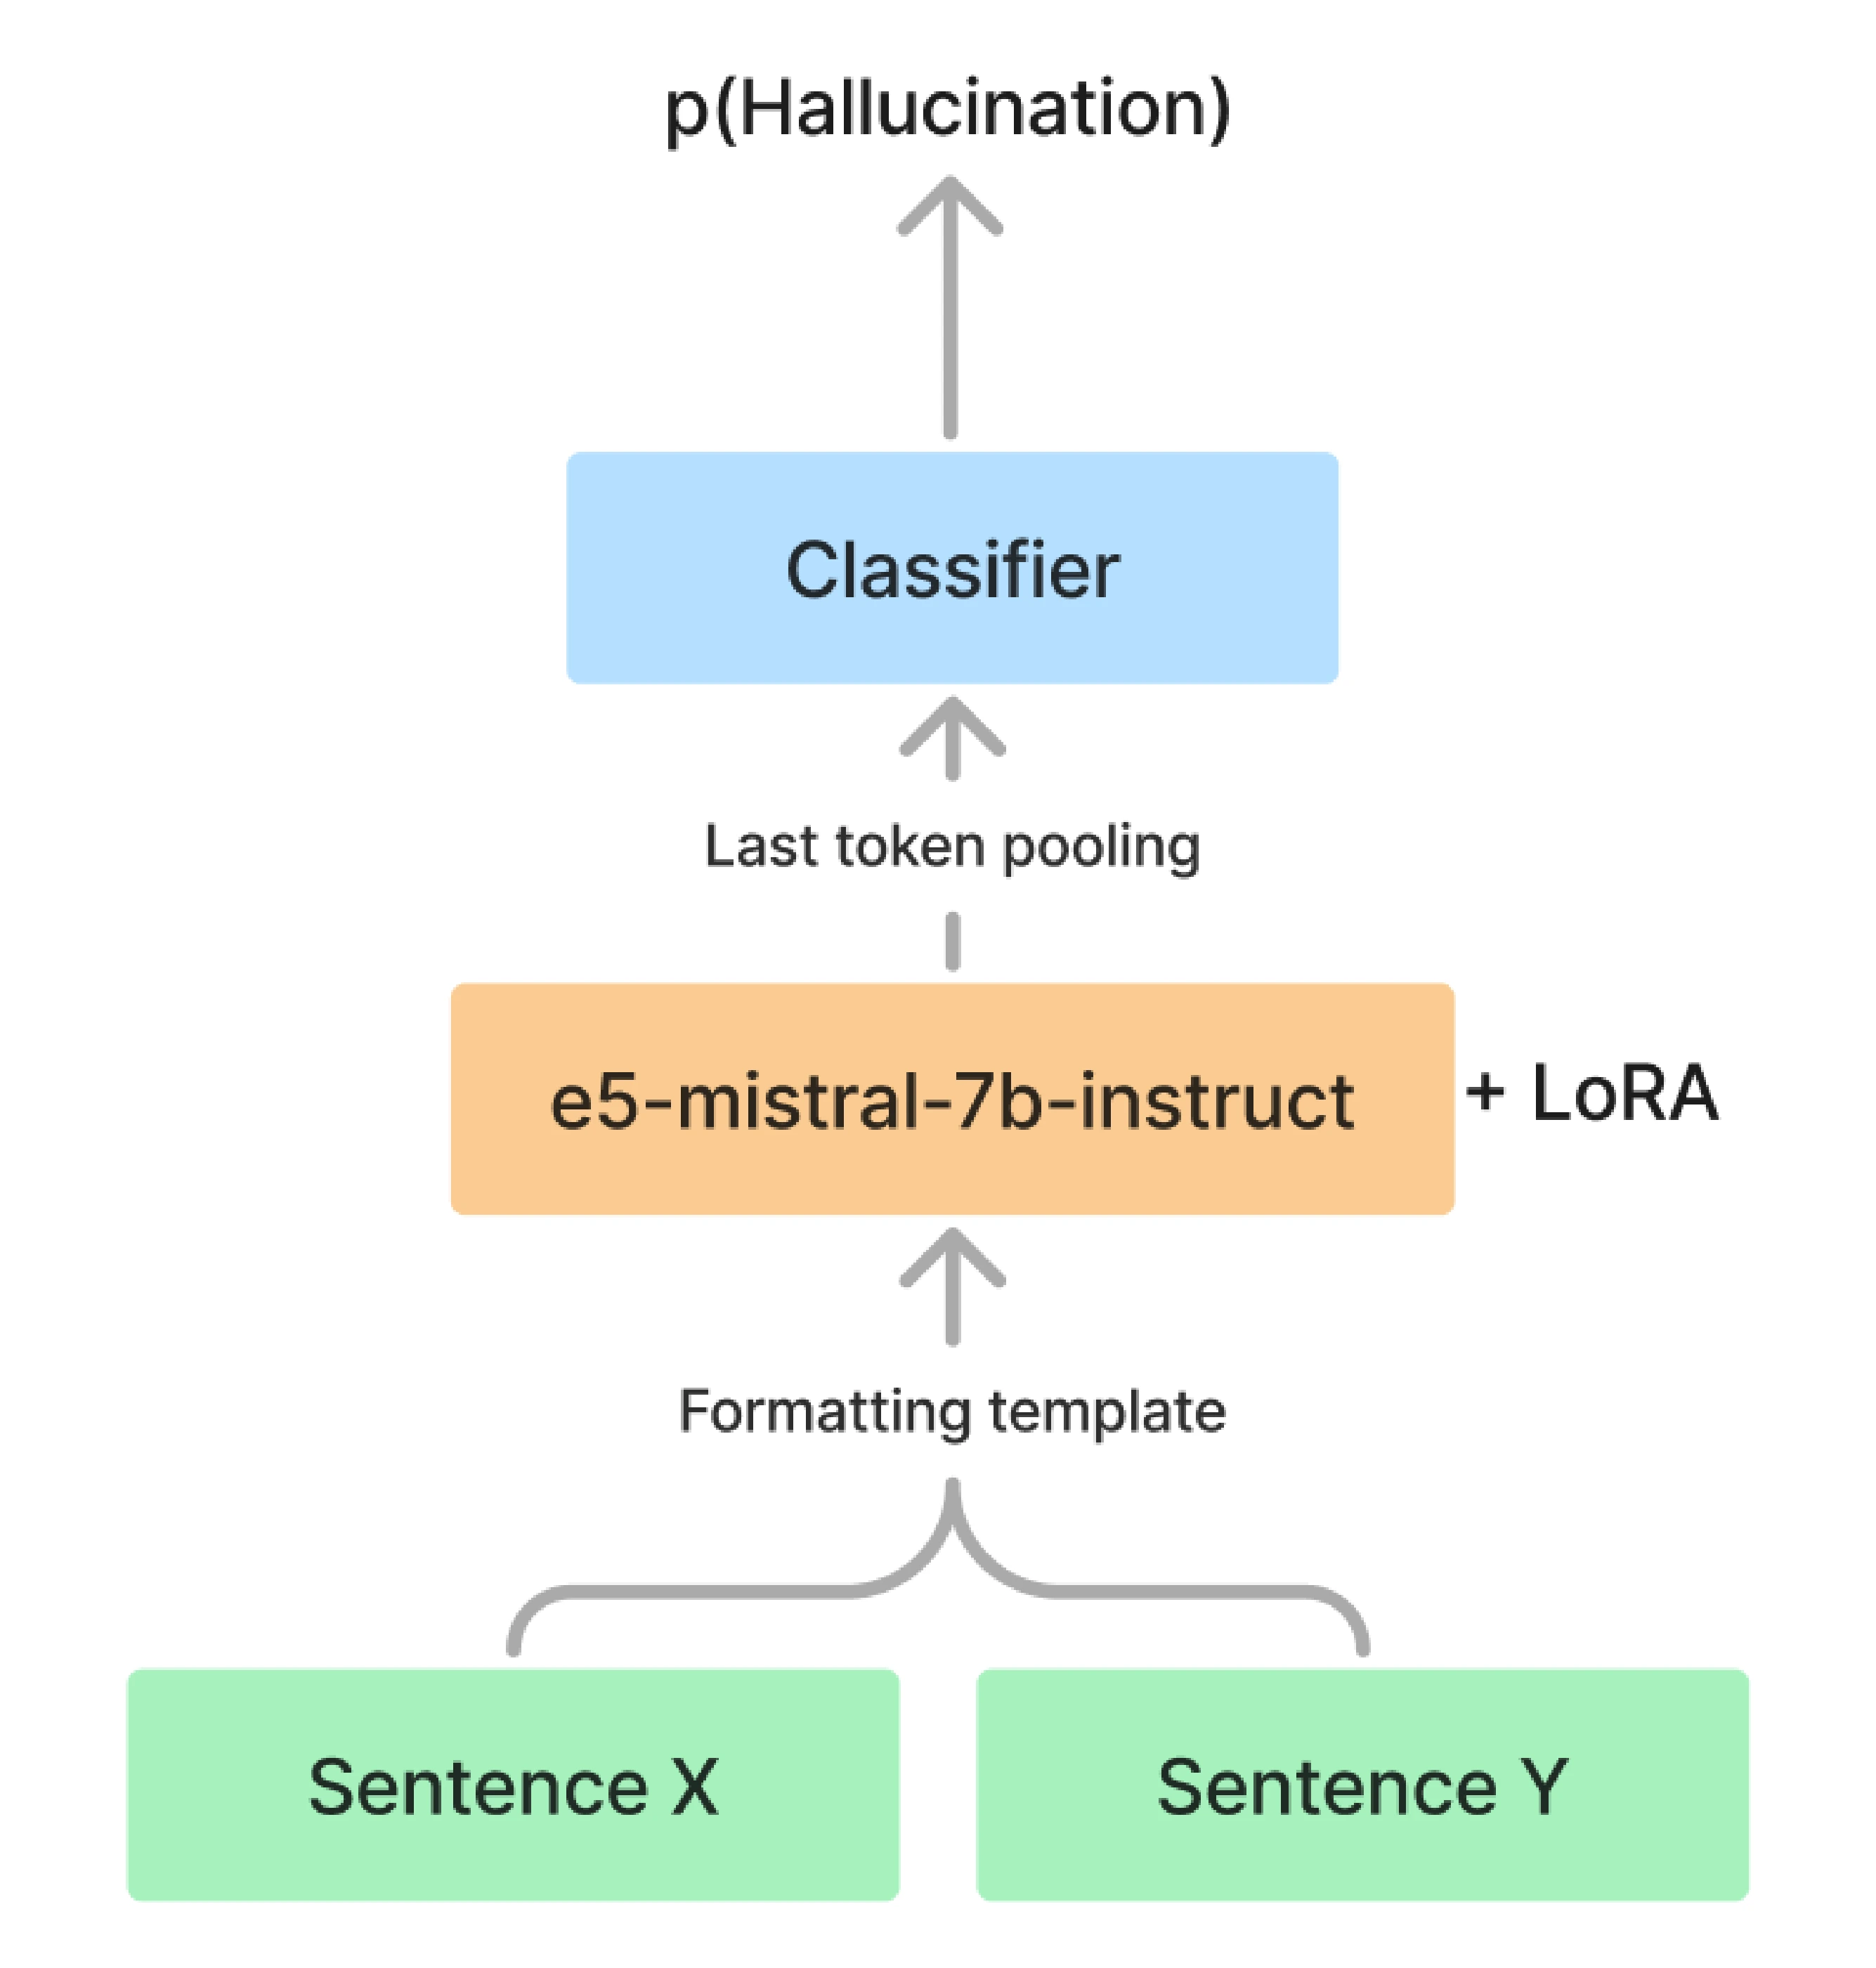 p(Hallucination)
Classifier
Last token pooling
e5-mistral-7b-instruct + LoRA
Formatting template
Sentence X
Sentence Y